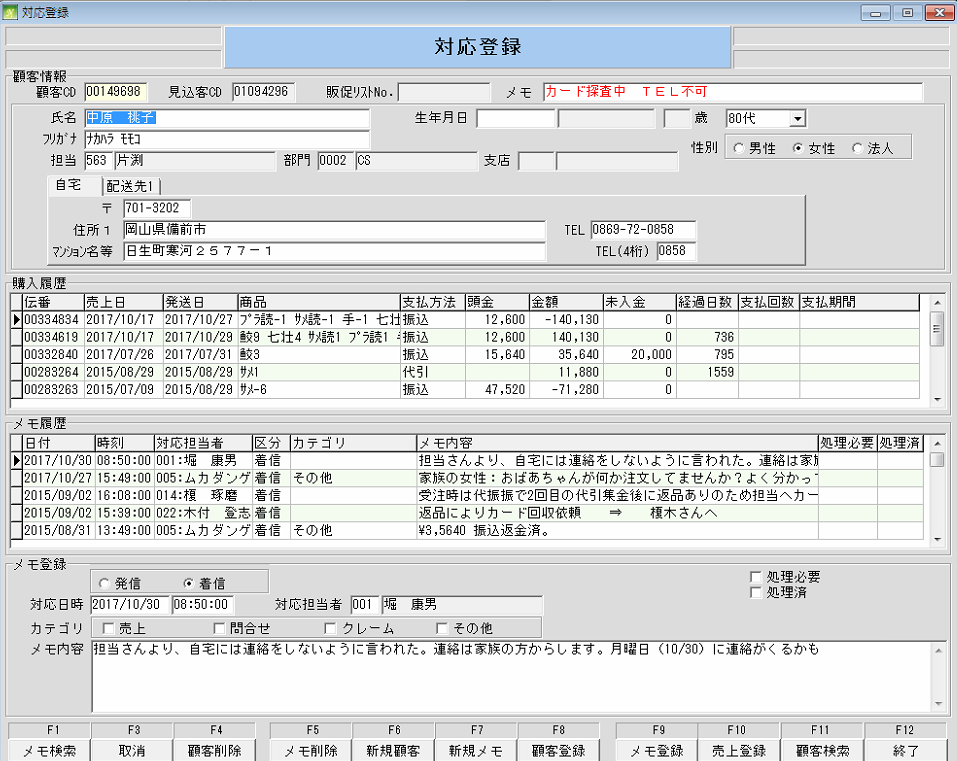 対応登録
対応登録
顧客情報
顧客CD 00149698 見込客CD 01094296 販促ﾘｽﾄNo. メモ カード探査中　ＴＥＬ不可
氏名 中原　桃子 生年月日 歳 80代
ﾌﾘｶﾞﾅ ﾅｶﾊﾗ ﾓﾓｺ
担当 563 片渕 部門 0002 CS 支店 性別 男性 女性 法人
自宅 配送先1
〒 701-3202
住所１ 岡山県備前市 TEL 0869-72-0858
ﾏﾝｼｮﾝ名等 日生町寒河２５７７－１ TEL(4桁) 0858
購入履歴
伝番 売上日 発送日 商品 支払方法 頭金 金額 未入金 経過日数 支払回数 支払期間
00334834 2017/10/17 2017/10/27 ﾌﾟﾗ読-1 ｻﾒ読-1 手-1 七壮 振込 12,600 -140,130 0
00334619 2017/10/17 2017/10/29 鮫9 七壮4 ｻﾒ読1 ﾌﾟﾗ読1 振込 12,600 140,130 0 736
00332840 2017/07/26 2017/07/31 鮫3 振込 15,640 35,640 20,000 795
00283264 2015/08/29 2015/08/29 ｻﾒ1 代引 11,880 0 1559
00283263 2015/07/09 2015/08/29 ｻﾒ-6 振込 47,520 -71,280 0
メモ履歴
日付 時刻 対応担当者 区分 カテゴリ メモ内容 処理必要 処理済
2017/10/30 08:50:00 001:堀　康男 着信 担当さんより、自宅には連絡をしないように言われた。連絡は家族
2017/10/27 15:49:00 005:ムカダンゲ 着信 その他 家族の女性：おばあちゃんが何か注文してませんか？よく分かって
2015/09/02 16:08:00 014:榎　琢磨 着信 受注時は代振振で2回目の代引集金後に返品ありのため担当へカー
2015/09/02 15:39:00 022:木付　登志 着信 返品によりカード回収依頼　　⇒　　榎木さんへ
2015/08/31 13:49:00 005:ムカダンゲ 着信 その他 ¥3,5640 振込返金済。
メモ登録
発信 着信 処理必要
処理済
対応日時 2017/10/30 08:50:00 対応担当者 001 堀　康男
カテゴリ 売上 問合せ クレーム その他
メモ内容 担当さんより、自宅には連絡をしないように言われた。連絡は家族の方からします。月曜日（10/30）に連絡がくるかも
F1 F3 F4 F5 F6 F7 F8 F9 F10 F11 F12
メモ検索 取消 顧客削除 メモ削除 新規顧客 新規メモ 顧客登録 メモ登録 売上登録 顧客検索 終了